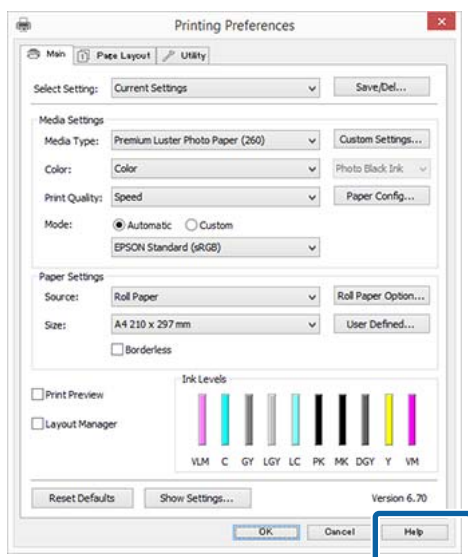 Printing Preferences
Main Page Layout Utility
Select Setting: Current Settings Save/Del...
Media Settings
Media Type: Premium Luster Photo Paper (260) Custom Settings...
Color: Color Photo Black Ink
Print Quality: Speed Paper Config...
Mode: Automatic Custom
EPSON Standard (sRGB)
Paper Settings
Source: Roll Paper Roll Paper Option...
Size: A4 210 x 297 mm User Defined...
Borderless
Ink Levels
Print Preview
Layout Manager
VLM C GY LGY LC PK MK DGY Y VM
Reset Defaults Show Settings... Version 6.70
OK Cancel Help